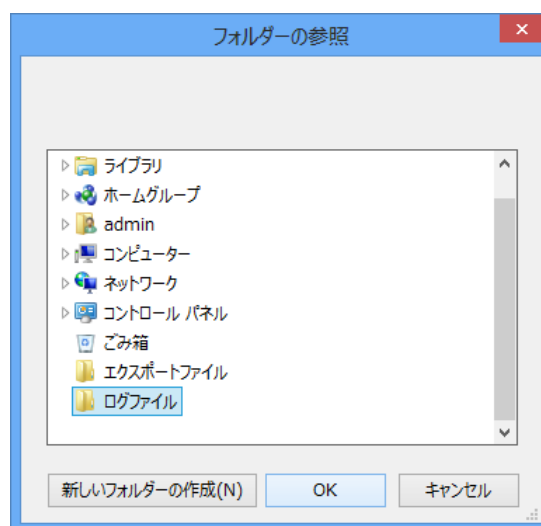 フォルダーの参照
ライブラリ
ホームグループ
admin
コンピューター
ネットワーク
コントロール パネル
ごみ箱
エクスポートファイル
ログファイル
新しいフォルダーの作成(N) OK キャンセル